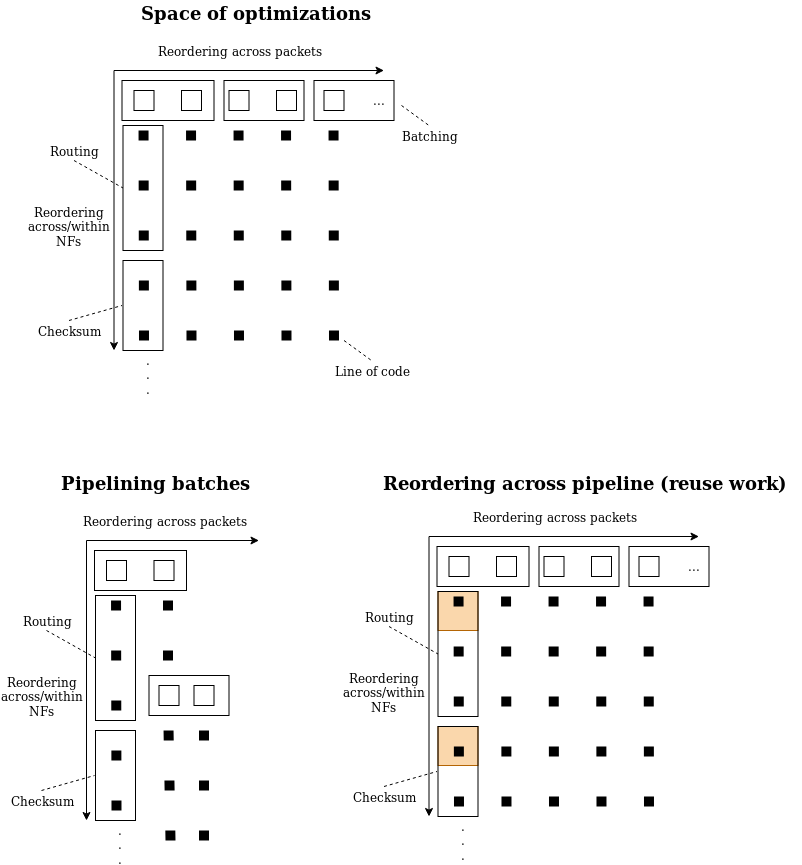 Space of optimizations
Reordering across packets
...
Batching
Routing
Reordering
across/within
NFs
Checksum
Line of code
.
.
.
Pipelining batches
Reordering across packets
Routing
Reordering
across/within
NFs
Checksum
.
.
.
Reordering across pipeline (reuse work)
Reordering across packets
...
Routing
Reordering
across/within
NFs
Checksum
.
.
.